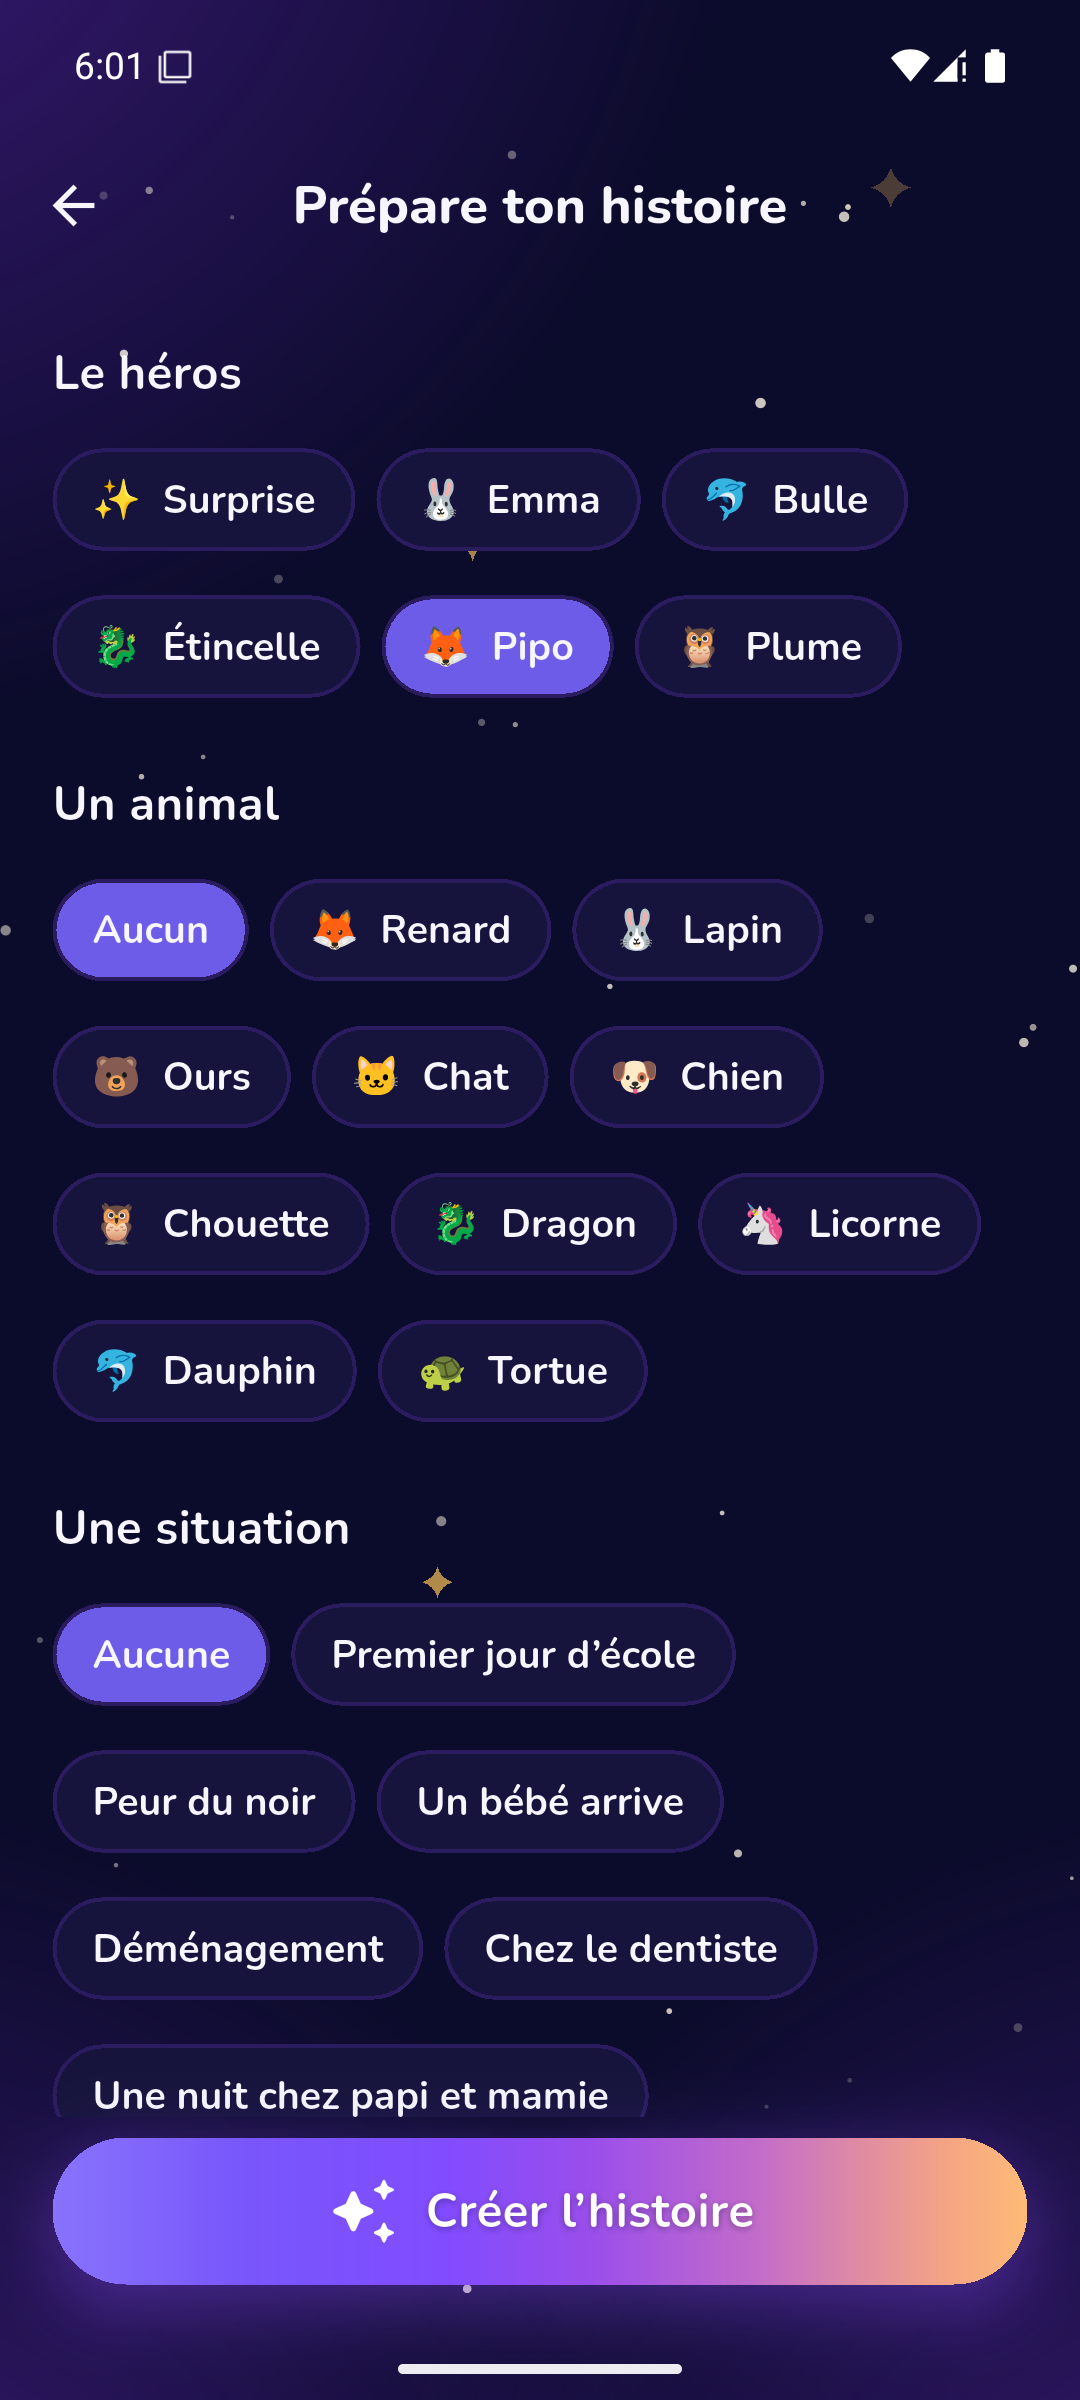 6:01
Prépare ton histoire
Le héros
Surprise
Emma
Bulle
Étincelle
Pipo
Plume
Un animal
Aucun
Renard
Lapin
Ours
Chat
Chien
Chouette
Dragon
Licorne
Dauphin
Tortue
Une situation
Aucune
Premier jour d’école
Peur du noir
Un bébé arrive
Déménagement
Chez le dentiste
Une nuit chez papi et mamie
Créer l’histoire